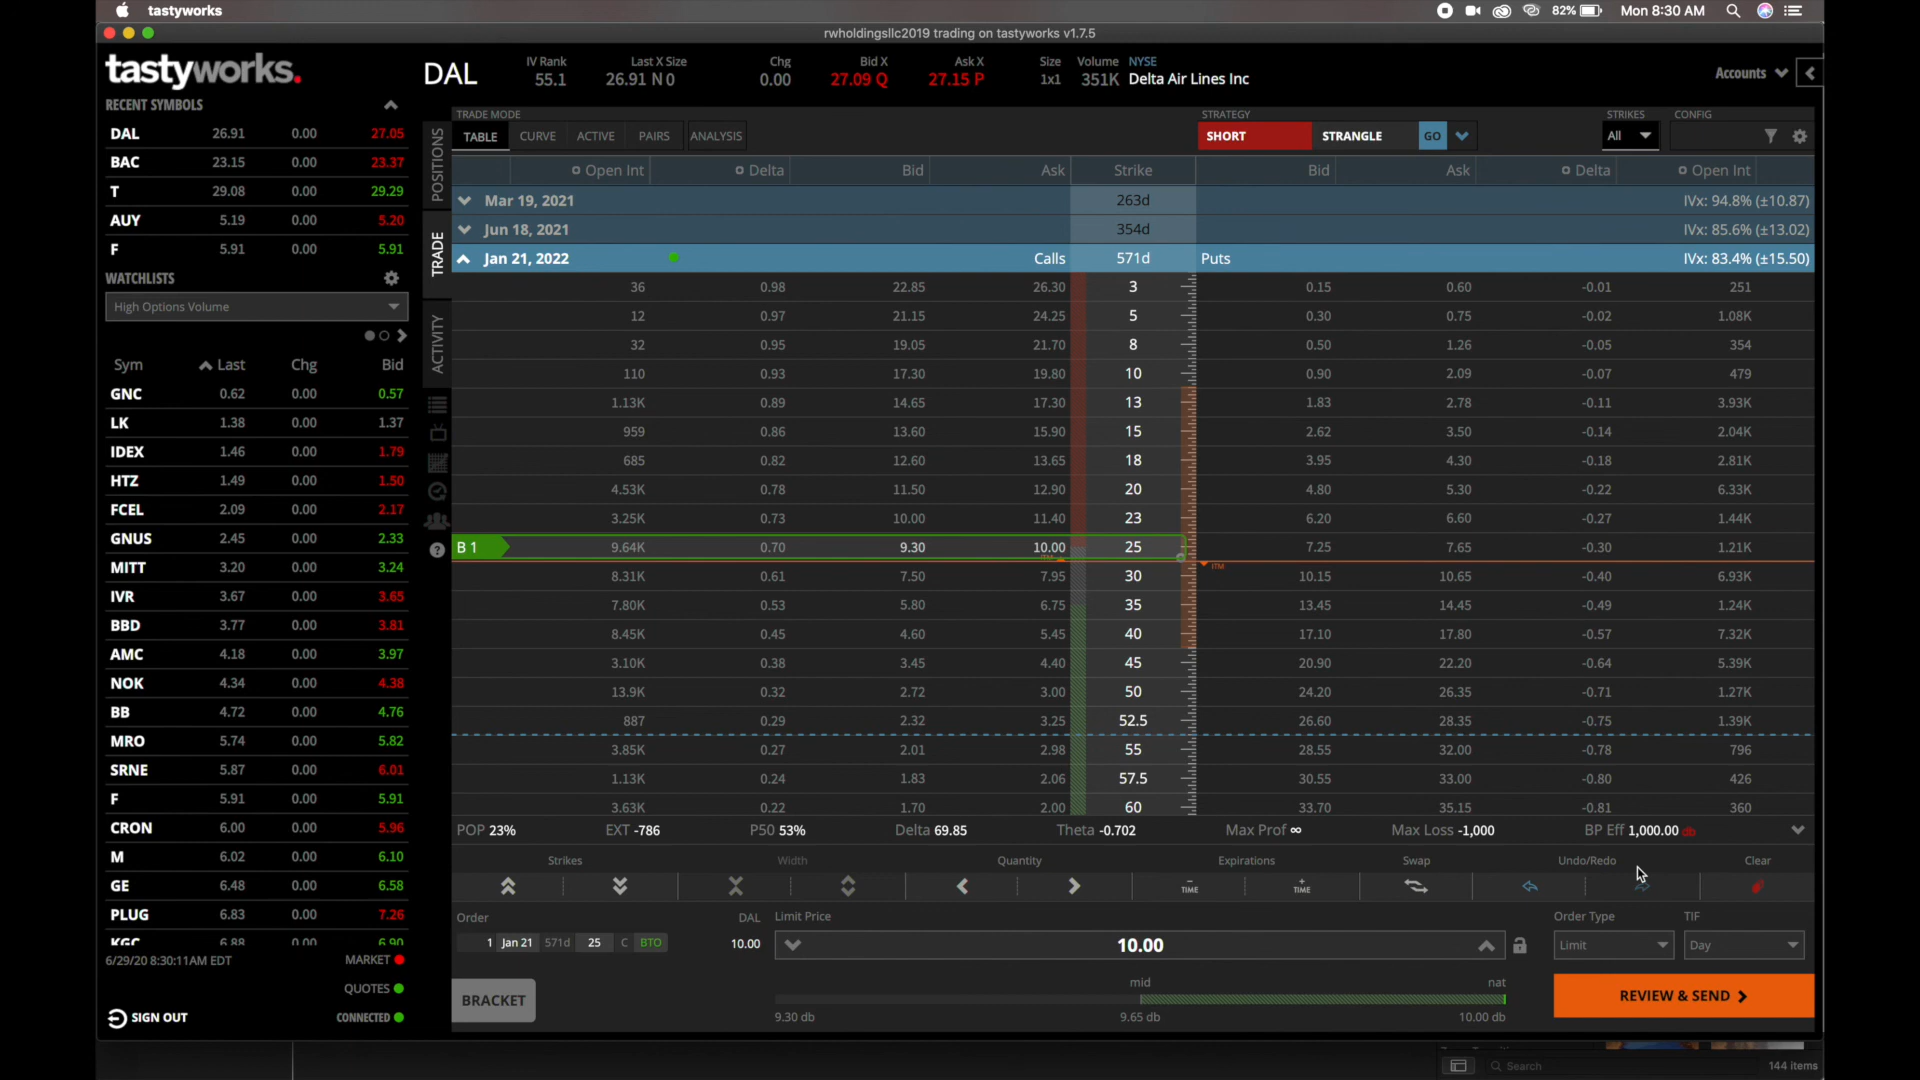 tastyworks
82%
Mon 8:30 AM
rwholdingsllc2019 trading on tastyworks v1.7.5
tastyworks.
DAL
IV Rank Last X Size Chg Bid X Ask X Size Volume NYSE
55.1 26.91 N 0 0.00 27.09 Q 27.15 P 1x1 351K Delta Air Lines Inc
Accounts
RECENT SYMBOLS
DAL 26.91 0.00 27.05
BAC 23.15 0.00 23.37
T 29.08 0.00 29.29
AUY 5.19 0.00 5.20
F 5.91 0.00 5.91
WATCHLISTS
High Options Volume
Sym Last Chg Bid
GNC 0.62 0.00 0.57
LK 1.38 0.00 1.37
IDEX 1.46 0.00 1.79
HTZ 1.49 0.00 1.50
FCEL 2.09 0.00 2.17
GNUS 2.45 0.00 2.33
MITT 3.20 0.00 3.24
IVR 3.67 0.00 3.65
BBD 3.77 0.00 3.81
AMC 4.18 0.00 3.97
NOK 4.34 0.00 4.38
BB 4.72 0.00 4.76
MRO 5.74 0.00 5.82
SRNE 5.87 0.00 6.01
F 5.91 0.00 5.91
CRON 6.00 0.00 5.96
M 6.02 0.00 6.10
GE 6.48 0.00 6.58
PLUG 6.83 0.00 7.26
KGC 6.88 0.00 6.90
6/29/20 8:30:11AM EDT
MARKET
QUOTES
SIGN OUT
CONNECTED
POSITIONS
TRADE
ACTIVITY
TRADE MODE
TABLE CURVE ACTIVE PAIRS ANALYSIS
STRATEGY
SHORT STRANGLE GO
STRIKES
All
CONFIG
Open Int Delta Bid Ask Strike Bid Ask Delta Open Int
Mar 19, 2021 263d IVx: 94.8% (±10.87)
Jun 18, 2021 354d IVx: 85.6% (±13.02)
Jan 21, 2022 Calls 571d Puts IVx: 83.4% (±15.50)
36 0.98 22.85 26.30 3 0.15 0.60 -0.01 251
12 0.97 21.15 24.25 5 0.30 0.75 -0.02 1.08K
32 0.95 19.05 21.70 8 0.50 1.26 -0.05 354
110 0.93 17.30 19.80 10 0.90 2.09 -0.07 479
1.13K 0.89 14.65 17.30 13 1.83 2.78 -0.11 3.93K
959 0.86 13.60 15.90 15 2.62 3.50 -0.14 2.04K
685 0.82 12.60 13.65 18 3.95 4.30 -0.18 2.81K
4.53K 0.78 11.50 12.90 20 4.80 5.30 -0.22 6.33K
3.25K 0.73 10.00 11.40 23 6.20 6.60 -0.27 1.44K
B 1 9.64K 0.70 9.30 10.00 25 7.25 7.65 -0.30 1.21K
ITM ITM
8.31K 0.61 7.50 7.95 30 10.15 10.65 -0.40 6.93K
7.80K 0.53 5.80 6.75 35 13.45 14.45 -0.49 1.24K
8.45K 0.45 4.60 5.45 40 17.10 17.80 -0.57 7.32K
3.10K 0.38 3.45 4.40 45 20.90 22.20 -0.64 5.39K
13.9K 0.32 2.72 3.00 50 24.20 26.35 -0.71 1.27K
887 0.29 2.32 3.25 52.5 26.60 28.35 -0.75 1.39K
3.85K 0.27 2.01 2.98 55 28.55 32.00 -0.78 796
1.13K 0.24 1.83 2.06 57.5 30.55 33.00 -0.80 426
3.63K 0.22 1.70 2.00 60 33.70 35.15 -0.81 360
POP 23% EXT -786 P50 53% Delta 69.85 Theta -0.702 Max Prof ∞ Max Loss -1,000 BP Eff 1,000.00 db
Strikes Width Quantity Expirations Swap Undo/Redo Clear
TIME TIME
Order DAL Limit Price Order Type TIF
1 Jan 21 571d 25 C BTO 10.00 10.00 Limit Day
BRACKET
mid nat
9.30 db 9.65 db 10.00 db
REVIEW & SEND
Search
144 items